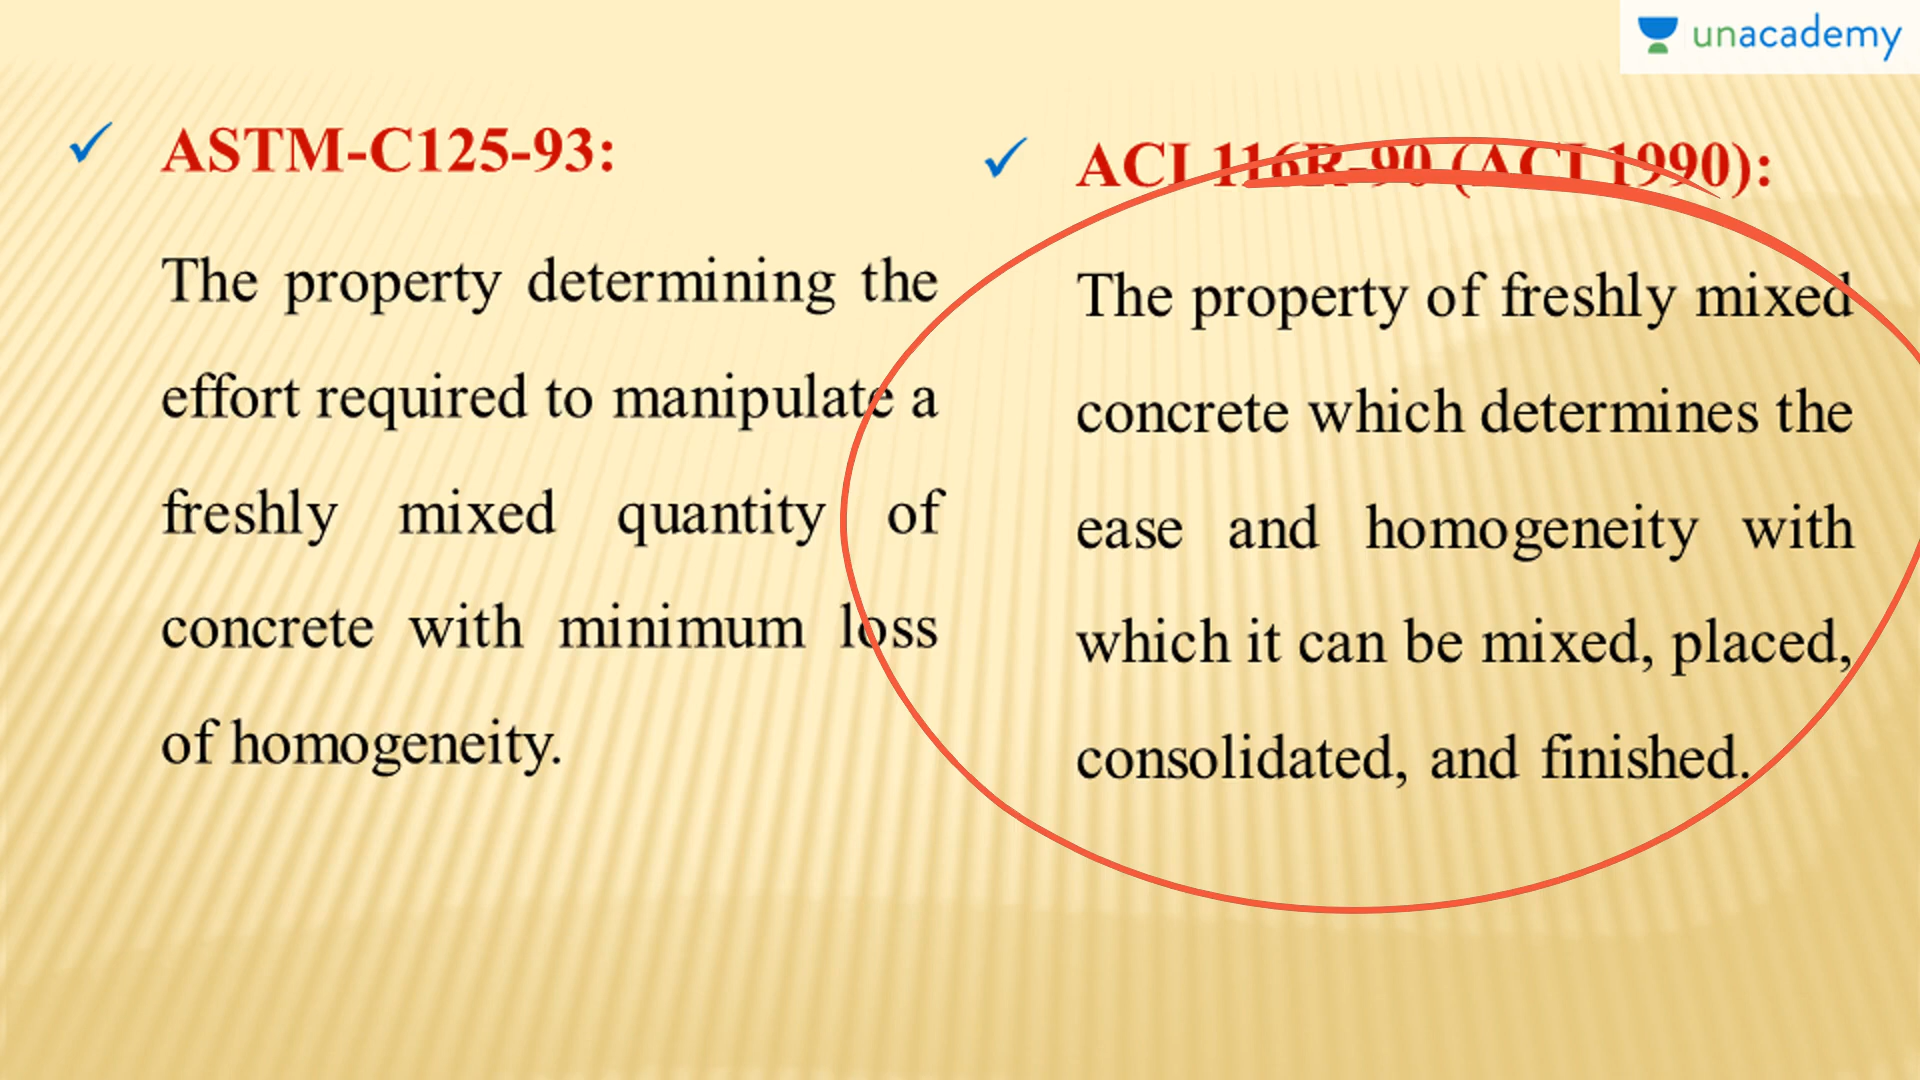 unacademy
✓ ASTM-C125-93:
The property determining the
effort required to manipulate a
freshly mixed quantity of
concrete with minimum loss
of homogeneity.
✓ ACI 116R-90 (ACI 1990):
The property of freshly mixed
concrete which determines the
ease and homogeneity with
which it can be mixed, placed,
consolidated, and finished.